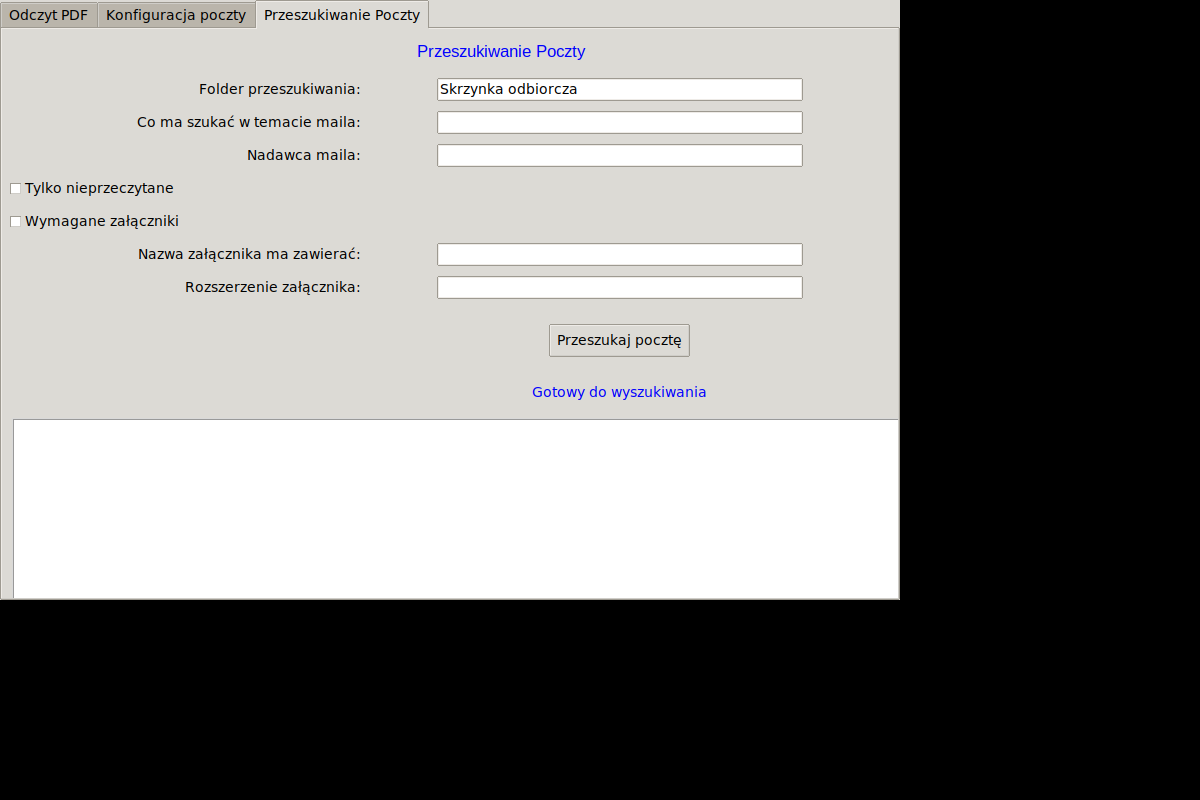 Odczyt PDF Konfiguracja poczty Przeszukiwanie Poczty
Przeszukiwanie Poczty
Folder przeszukiwania: Skrzynka odbiorcza
Co ma szukać w temacie maila:
Nadawca maila:
Tylko nieprzeczytane
Wymagane załączniki
Nazwa załącznika ma zawierać:
Rozszerzenie załącznika:
Przeszukaj pocztę
Gotowy do wyszukiwania